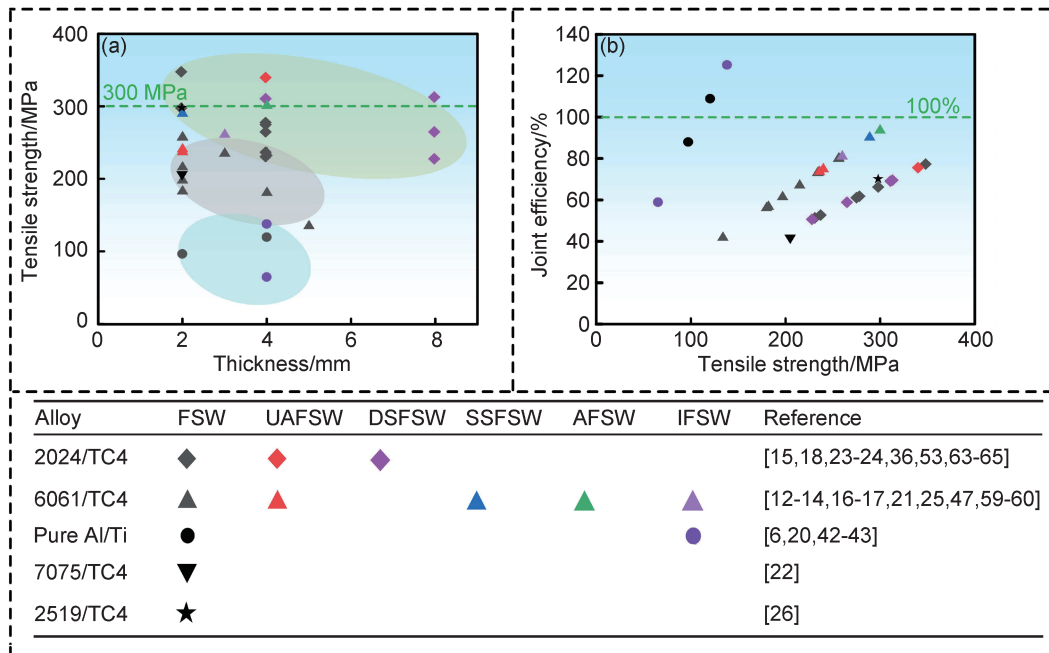 (a)
300 MPa
Tensile strength/MPa
400
300
200
100
0
0 2 4 6 8
Thickness/mm
(b)
100%
Joint efficiency/%
140
120
100
80
60
40
20
0
0 100 200 300 400
Tensile strength/MPa
Alloy FSW UAFSW DSFSW SSFSW AFSW IFSW Reference
2024/TC4 [15,18,23-24,36,53,63-65]
6061/TC4 [12-14,16-17,21,25,47,59-60]
Pure Al/Ti [6,20,42-43]
7075/TC4 [22]
2519/TC4 [26]